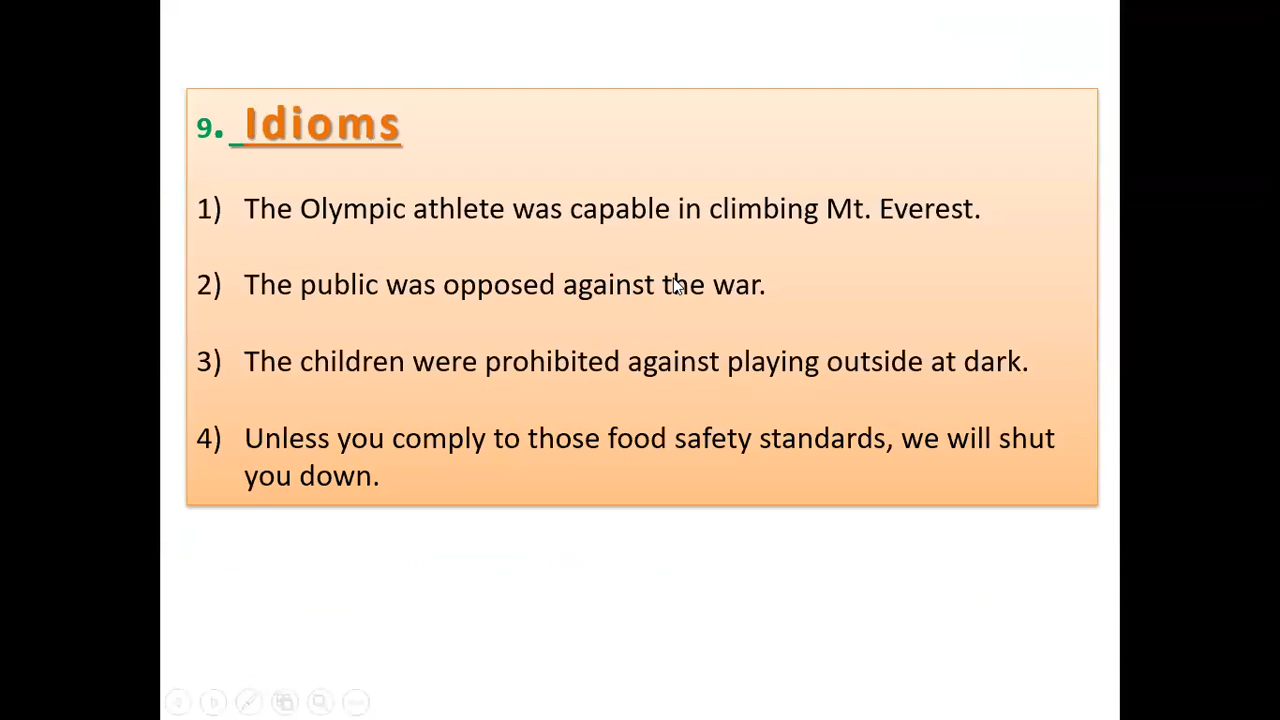 9. Idioms
1) The Olympic athlete was capable in climbing Mt. Everest.
2) The public was opposed against the war.
3) The children were prohibited against playing outside at dark.
4) Unless you comply to those food safety standards, we will shut
you down.